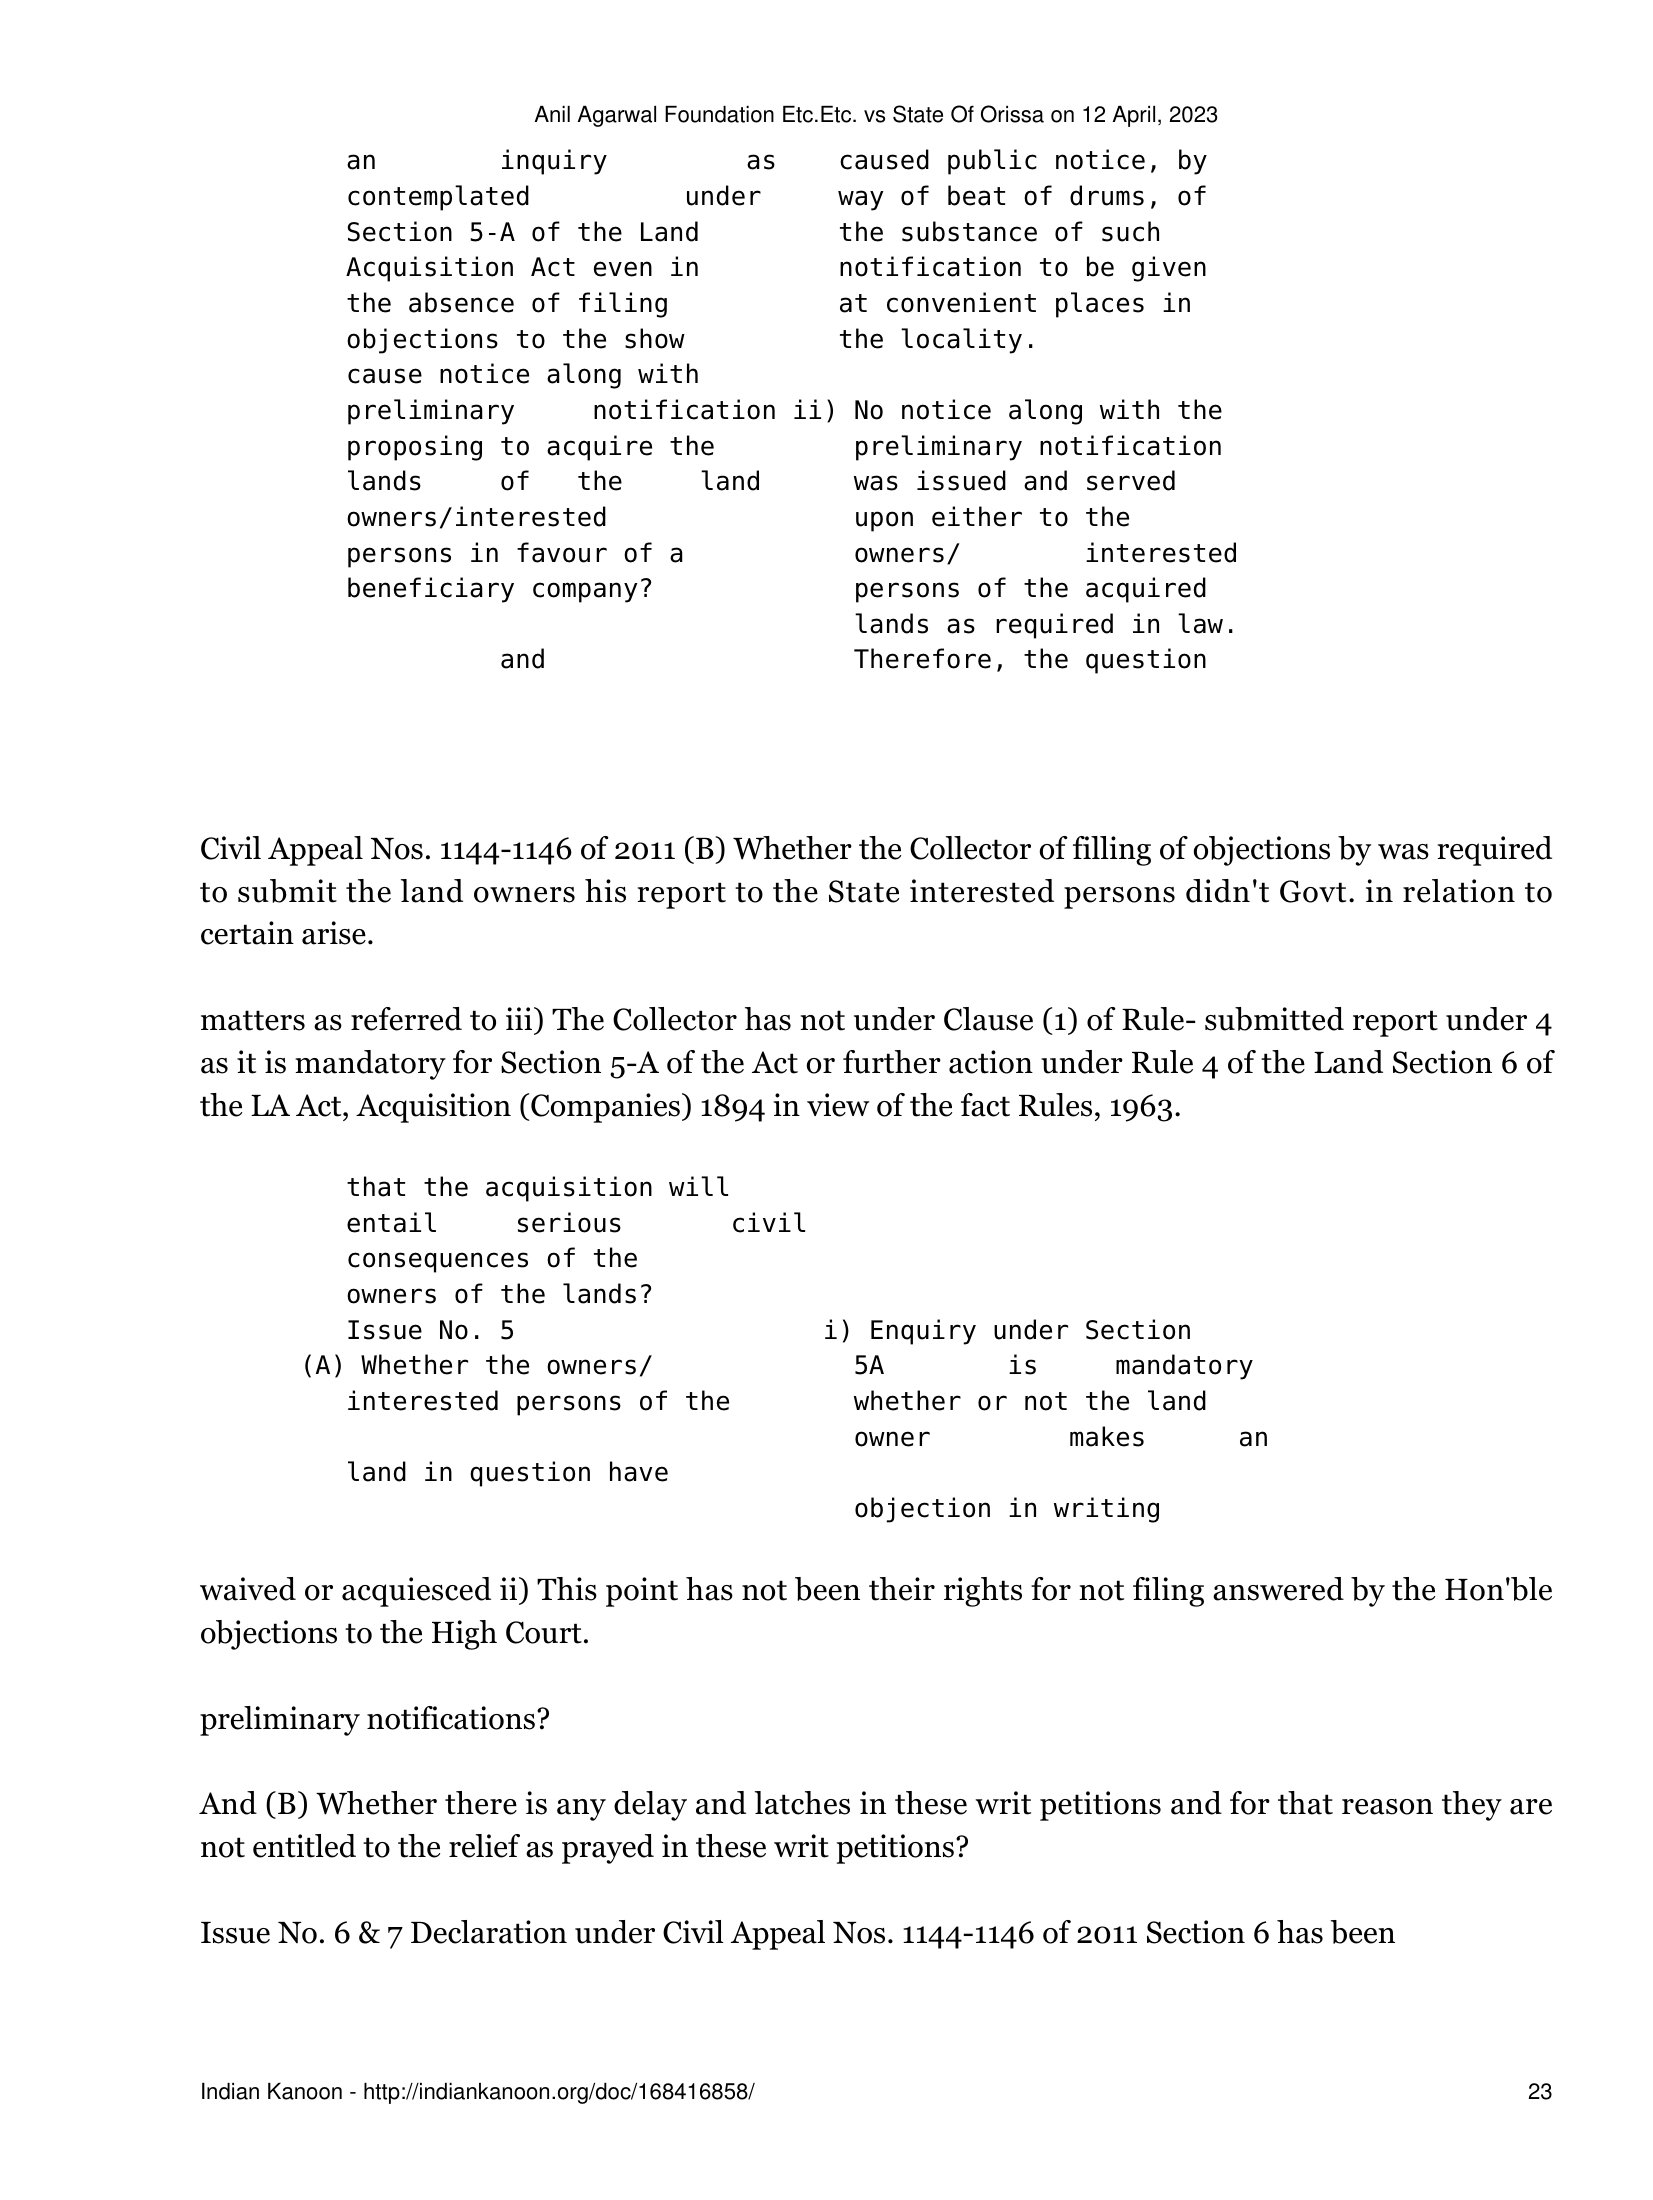 Anil Agarwal Foundation Etc.Etc. vs State Of Orissa on 12 April, 2023
an inquiry as caused public notice, by
contemplated under way of beat of drums, of
Section 5-A of the Land the substance of such
Acquisition Act even in notification to be given
the absence of filing at convenient places in
objections to the show the locality.
cause notice along with
preliminary notification ii) No notice along with the
proposing to acquire the preliminary notification
lands of the land was issued and served
owners/interested upon either to the
persons in favour of a owners/ interested
beneficiary company? persons of the acquired
lands as required in law.
and Therefore, the question
Civil Appeal Nos. 1144-1146 of 2011 (B) Whether the Collector of filling of objections by was required
to submit the land owners his report to the State interested persons didn't Govt. in relation to
certain arise.
matters as referred to iii) The Collector has not under Clause (1) of Rule- submitted report under 4
as it is mandatory for Section 5-A of the Act or further action under Rule 4 of the Land Section 6 of
the LA Act, Acquisition (Companies) 1894 in view of the fact Rules, 1963.
that the acquisition will
entail serious civil
consequences of the
owners of the lands?
Issue No. 5 i) Enquiry under Section
(A) Whether the owners/ 5A is mandatory
interested persons of the whether or not the land
owner makes an
land in question have
objection in writing
waived or acquiesced ii) This point has not been their rights for not filing answered by the Hon'ble
objections to the High Court.
preliminary notifications?
And (B) Whether there is any delay and latches in these writ petitions and for that reason they are
not entitled to the relief as prayed in these writ petitions?
Issue No. 6 & 7 Declaration under Civil Appeal Nos. 1144-1146 of 2011 Section 6 has been
Indian Kanoon - http://indiankanoon.org/doc/168416858/ 23